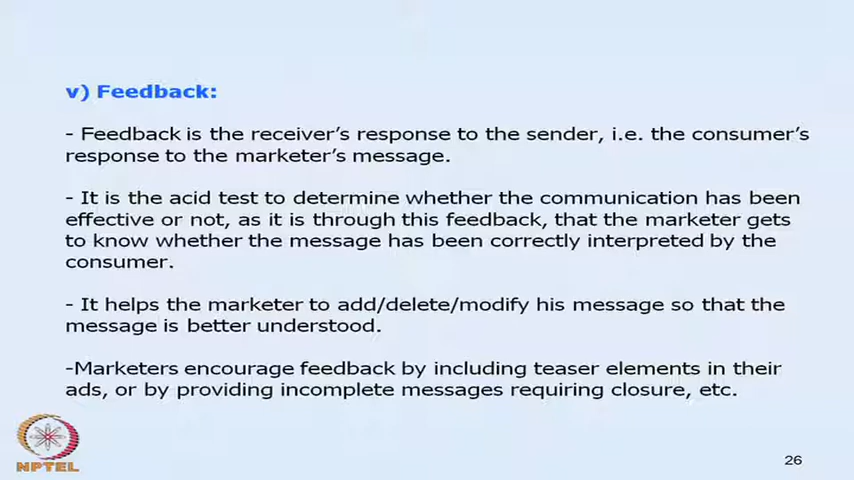 v) Feedback:
- Feedback is the receiver's response to the sender, i.e. the consumer's
response to the marketer's message.
- It is the acid test to determine whether the communication has been
effective or not, as it is through this feedback, that the marketer gets
to know whether the message has been correctly interpreted by the
consumer.
- It helps the marketer to add/delete/modify his message so that the
message is better understood.
-Marketers encourage feedback by including teaser elements in their
ads, or by providing incomplete messages requiring closure, etc.
NPTEL
26